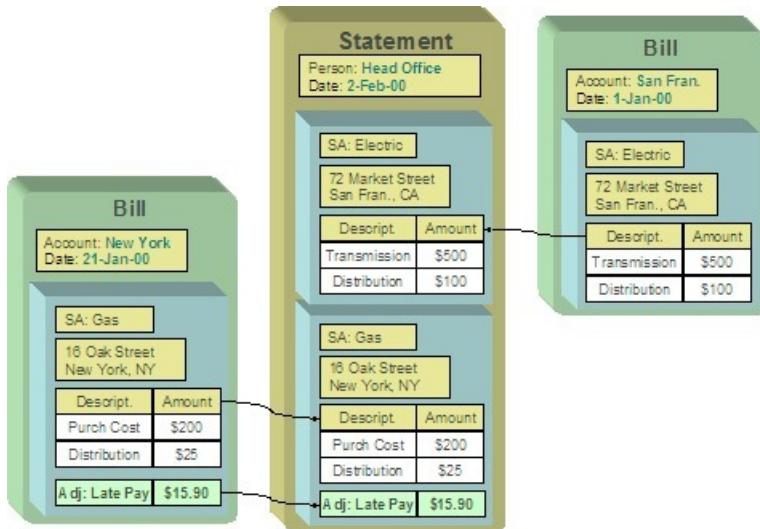 Bill
Account: New York
Date: 21-Jan-00
SA: Gas
16 Oak Street
New York, NY
Descript. Amount
Purch Cost $200
Distribution $25
Adj: Late Pay $15.90
Statement
Person: Head Office
Date: 2-Feb-00
SA: Electric
72 Market Street
San Fran., CA
Descript. Amount
Transmission $500
Distribution $100
SA: Gas
16 Oak Street
New York, NY
Descript. Amount
Purch Cost $200
Distribution $25
Adj: Late Pay $15.90
Bill
Account: San Fran.
Date: 1-Jan-00
SA: Electric
72 Market Street
San Fran., CA
Descript. Amount
Transmission $500
Distribution $100